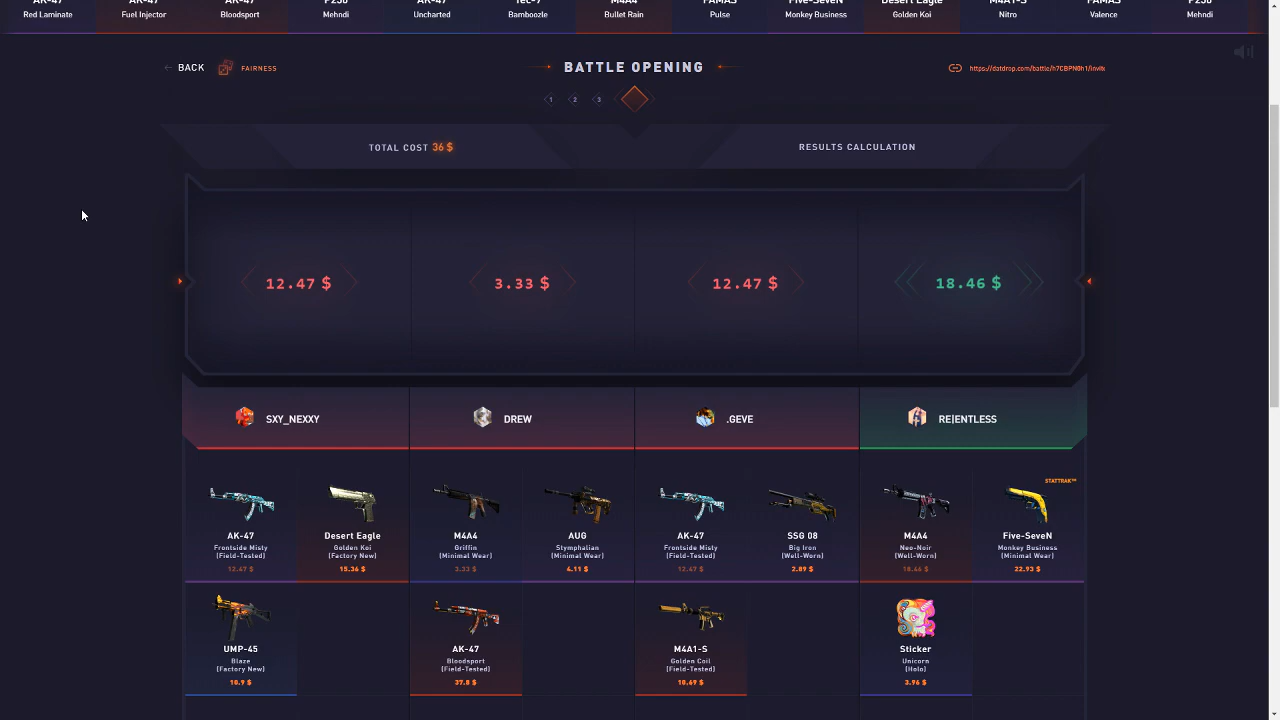 AK-47 AK-47 AK-47 P250 AK-47 Tec-7 M4A4 FAMAS Five-SeveN Desert Eagle M4A1-S FAMAS P250
Red Laminate Fuel Injector Bloodsport Mehndi Uncharted Bamboozle Bullet Rain Pulse Monkey Business Golden Koi Nitro Valence Mehndi
← BACK FAIRNESS BATTLE OPENING
1 2 3
TOTAL COST 36 $ RESULTS CALCULATION
12.47 $ 3.33 $ 12.47 $ 18.46 $
SXY_NEXXY DREW .GEVE RE|ENTLESS
STATTRAK™
AK-47 Desert Eagle M4A4 AUG AK-47 SSG 08 M4A4 Five-SeveN
Frontside Misty Golden Koi Griffin Stymphalian Frontside Misty Big Iron Neo-Noir Monkey Business
(Field-Tested) (Factory New) (Minimal Wear) (Minimal Wear) (Field-Tested) (Well-Worn) (Well-Worn) (Minimal Wear)
12.47 $ 15.36 $ 3.33 $ 4.11 $ 12.47 $ 2.89 $ 18.46 $ 22.93 $
UMP-45 AK-47 M4A1-S Sticker
Blaze Bloodsport Golden Coil Unicorn
(Factory New) (Field-Tested) (Field-Tested) (Holo)
10.9 $ 37.8 $ 10.69 $ 3.96 $